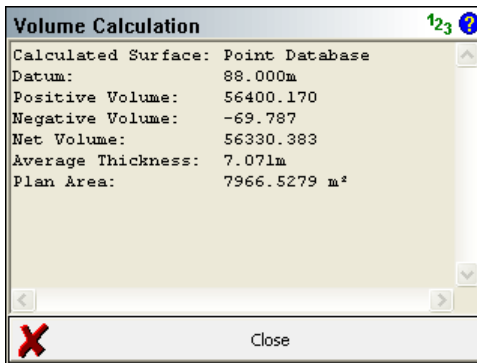 Volume Calculation 123 ?
Calculated Surface: Point Database
Datum: 88.000m
Positive Volume: 56400.170
Negative Volume: -69.787
Net Volume: 56330.383
Average Thickness: 7.071m
Plan Area: 7966.5279 m²
Close